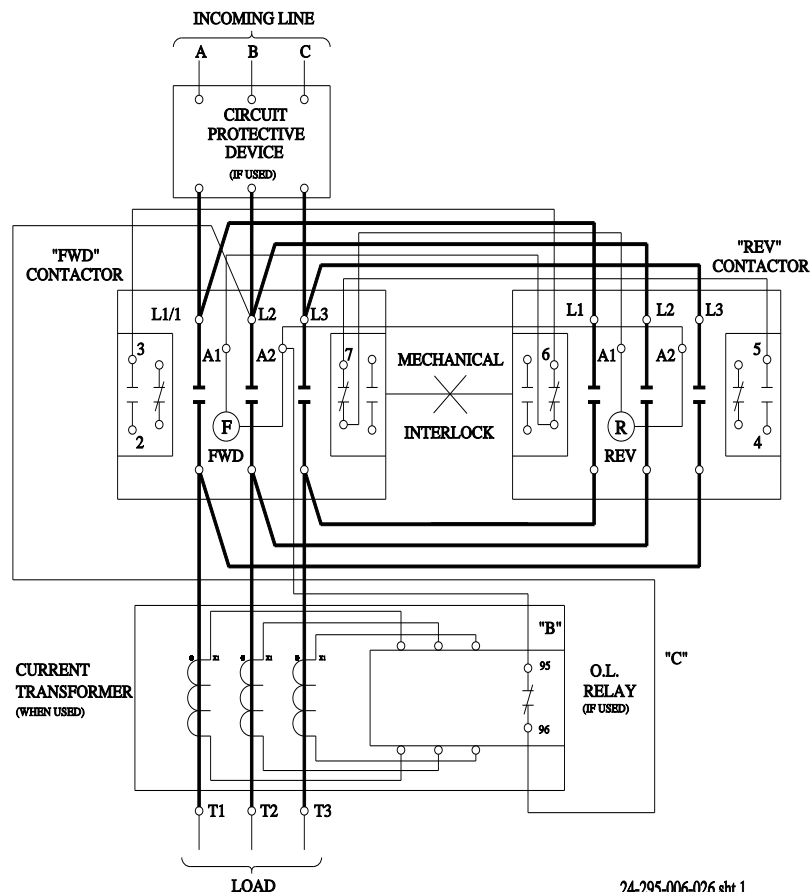 INCOMING LINE
A B C
CIRCUIT
PROTECTIVE
DEVICE
(IF USED)
"FWD"
CONTACTOR
"REV"
CONTACTOR
L1/1 L2 L3
L1 L2 L3
3 A1 A2 7
MECHANICAL
6 A1 A2 5
F
R
2
INTERLOCK
4
FWD
REV
"B"
"C"
X1 X1 X1
95
CURRENT
TRANSFORMER
(WHEN USED)
O.L.
RELAY
(IF USED)
96
T1 T2 T3
LOAD
24-295-006-026 sht 1